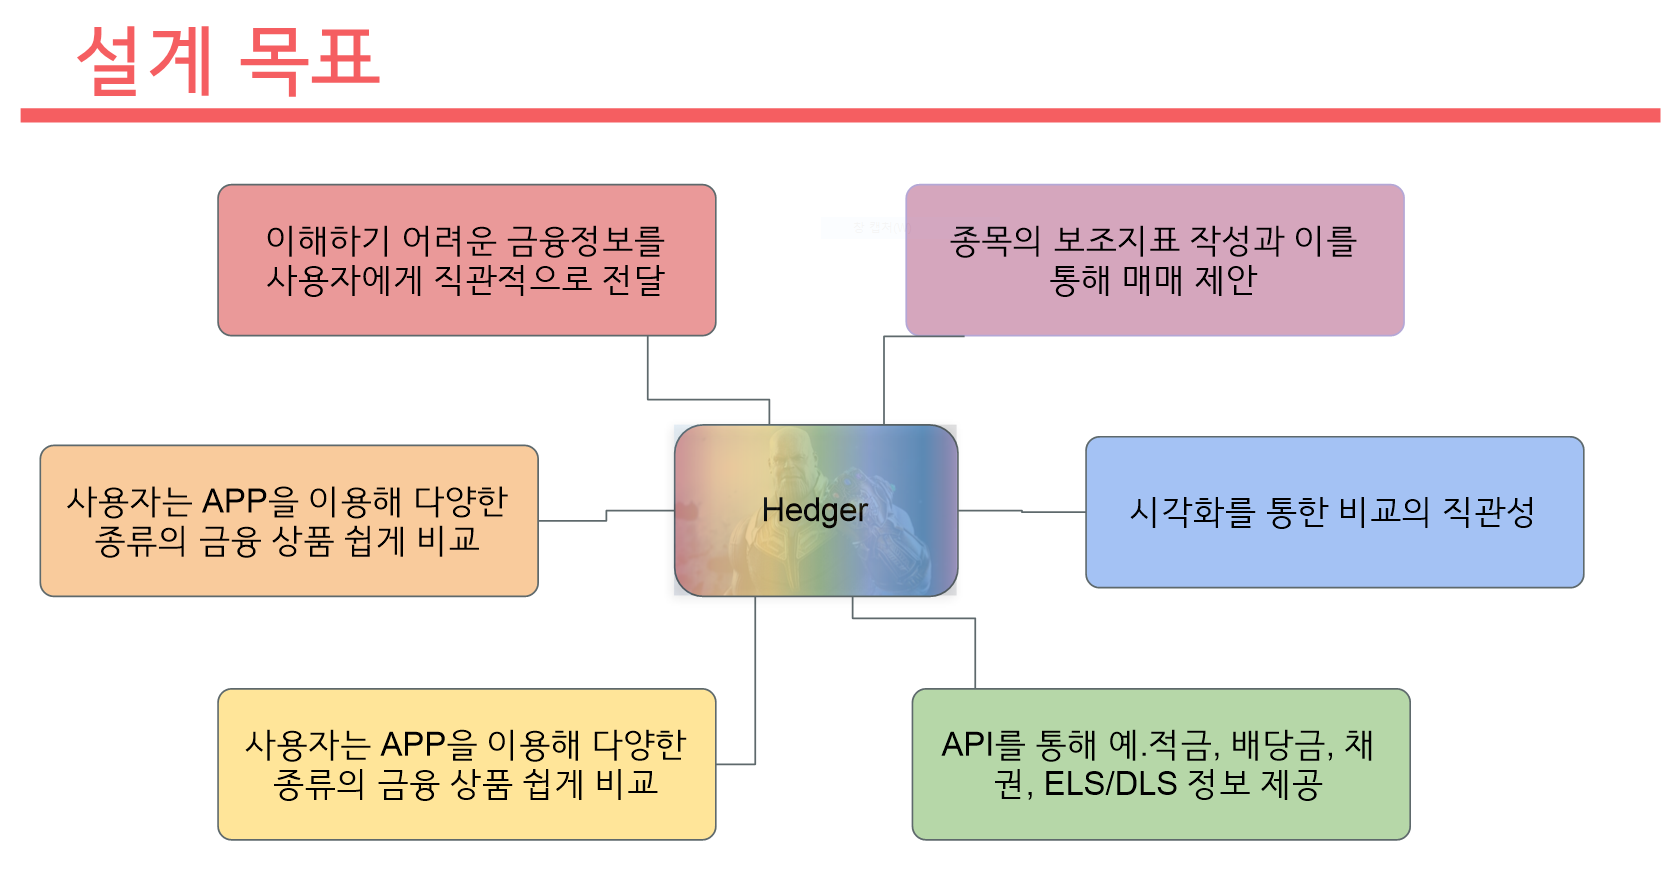 설계 목표
이해하기 어려운 금융정보를
사용자에게 직관적으로 전달
종목의 보조지표 작성과 이를
통해 매매 제안
사용자는 APP을 이용해 다양한
종류의 금융 상품 쉽게 비교
Hedger
시각화를 통한 비교의 직관성
사용자는 APP을 이용해 다양한
종류의 금융 상품 쉽게 비교
API를 통해 예.적금, 배당금, 채
권, ELS/DLS 정보 제공